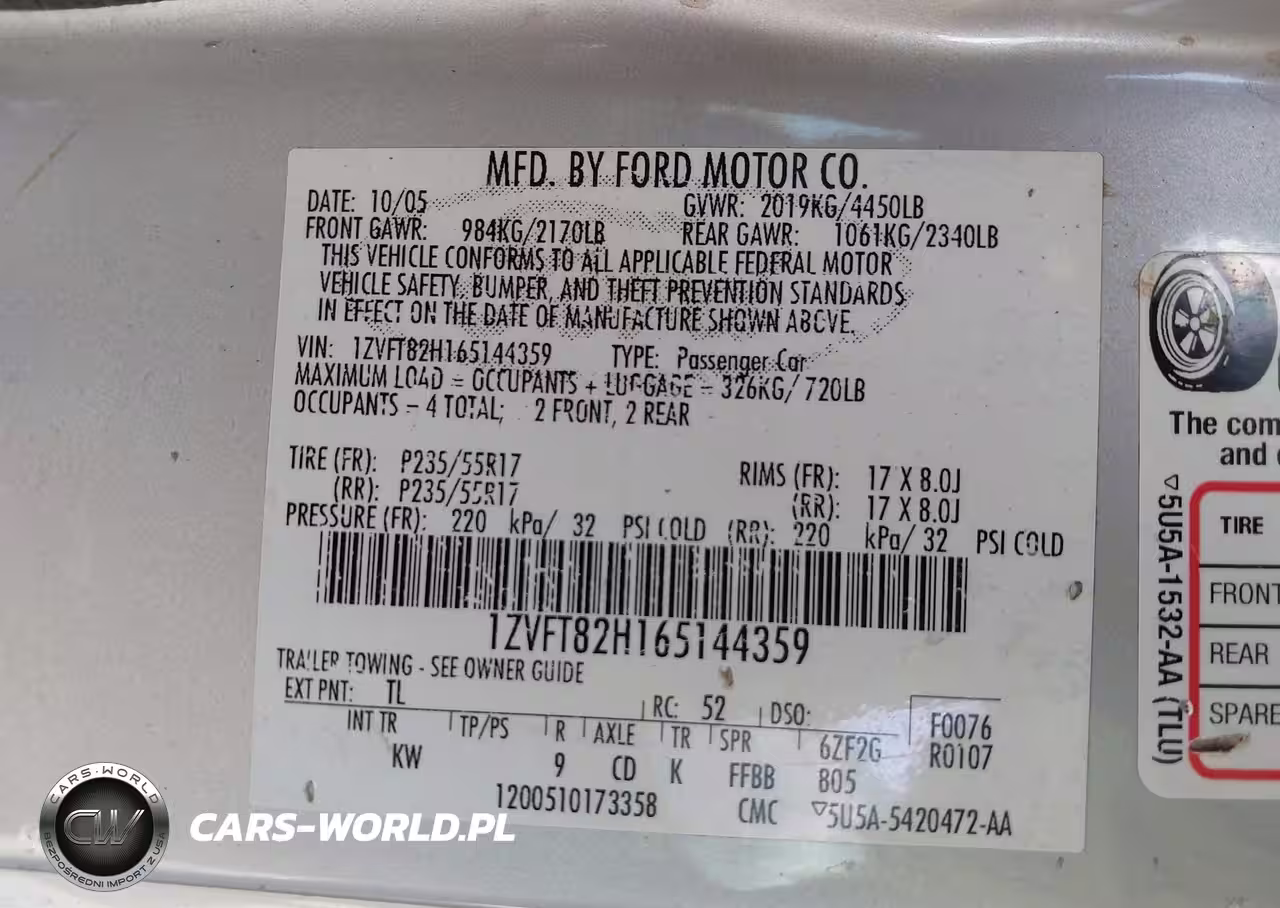 MFD. BY FORD MOTOR CO.
DATE: 10/05 GVWR: 2019KG/4450LB
FRONT GAWR: 984KG/2170LB REAR GAWR: 1061KG/2340LB
THIS VEHICLE CONFORMS TO ALL APPLICABLE FEDERAL MOTOR
VEHICLE SAFETY, BUMPER, AND THEFT PREVENTION STANDARDS
IN EFFECT ON THE DATE OF MANUFACTURE SHOWN ABOVE.
VIN: 1ZVFT82H165144359 TYPE: Passenger Car
MAXIMUM LOAD = OCCUPANTS + LUGGAGE = 326KG/720LB
OCCUPANTS - 4 TOTAL; 2 FRONT, 2 REAR
TIRE (FR): P235/55R17 RIMS (FR): 17 X 8.0J
(RR): P235/55R17 (RR): 17 X 8.0J
PRESSURE (FR): 220 kPa/ 32 PSI COLD (RR): 220 kPa/ 32 PSI COLD
1ZVFT82H165144359
TRAILER TOWING - SEE OWNER GUIDE
EXT PNT: TL RC: 52 DSO:
INT TR TP/PS R AXLE TR SPR 6ZF2G F0076
KW 9 CD K FFBB 805 R0107
1200510173358 CMC ▽5U5A-5420472-AA
The com
and
▽5U5A-1532-AA (TLU)
TIRE
FRONT
REAR
SPARE
CARS-WORLD
CW
BEZPOŚREDNI IMPORT Z USA
CARS-WORLD.PL